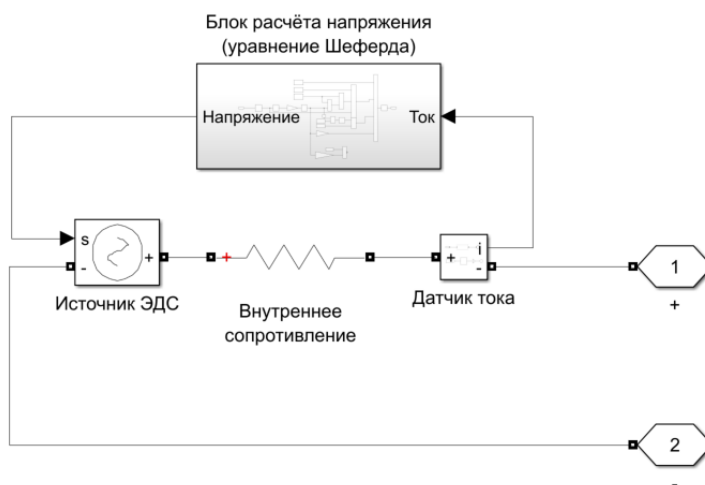 Блок расчёта напряжения
(уравнение Шеферда)
Напряжение
Ток
s
-
+
+
i
+
-
1
Источник ЭДС
Датчик тока
+
Внутреннее
сопротивление
2
-